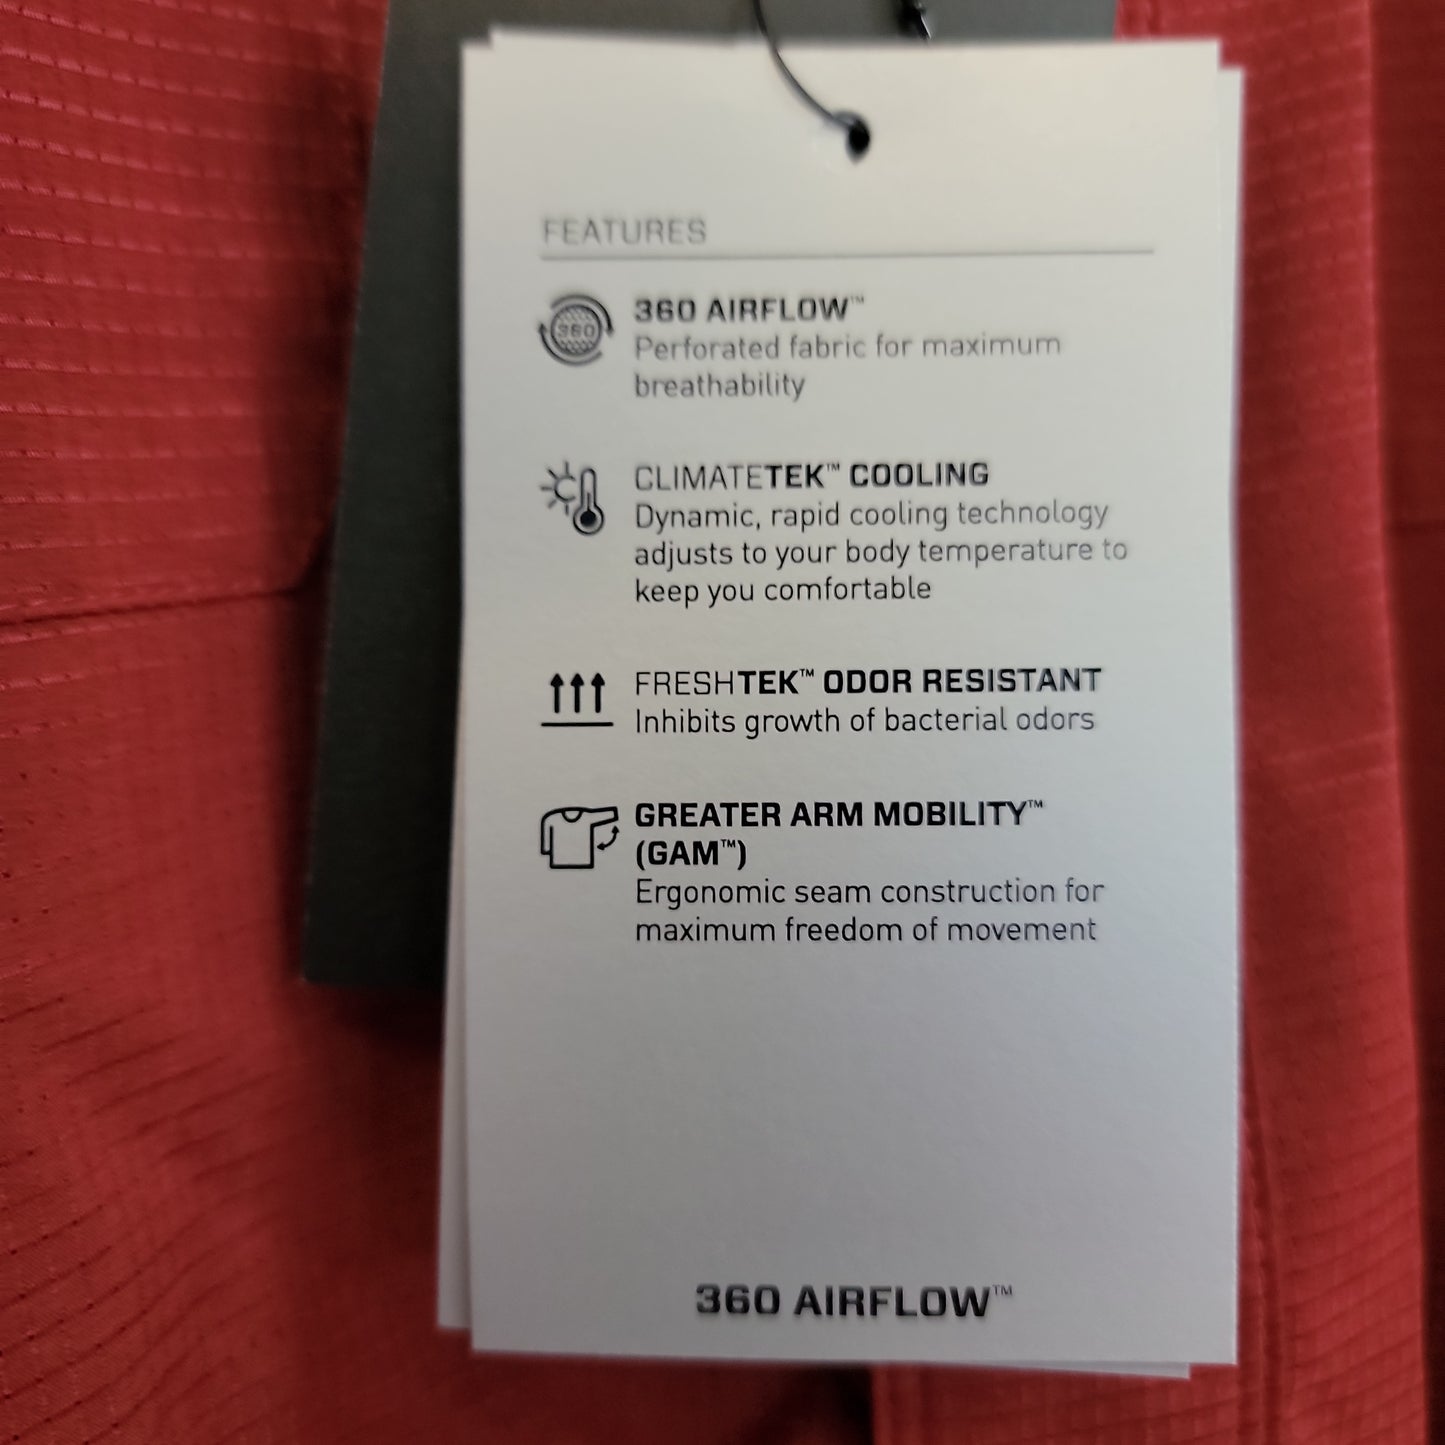 FEATURES
360
360 AIRFLOW™
Perforated fabric for maximum
breathability
CLIMATETEK™ COOLING
Dynamic, rapid cooling technology
adjusts to your body temperature to
keep you comfortable
FRESHTEK™ ODOR RESISTANT
Inhibits growth of bacterial odors
GREATER ARM MOBILITY™
(GAM™)
Ergonomic seam construction for
maximum freedom of movement
360 AIRFLOW™